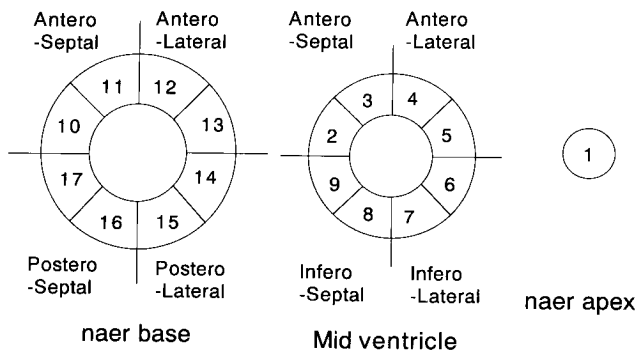 Antero
-Septal
Antero
-Lateral
11
12
10
13
17
14
16
15
Postero
-Septal
Postero
-Lateral
naer base
Antero
-Septal
Antero
-Lateral
3
4
2
5
9
6
8
7
Infero
-Septal
Infero
-Lateral
Mid ventricle
1
naer apex